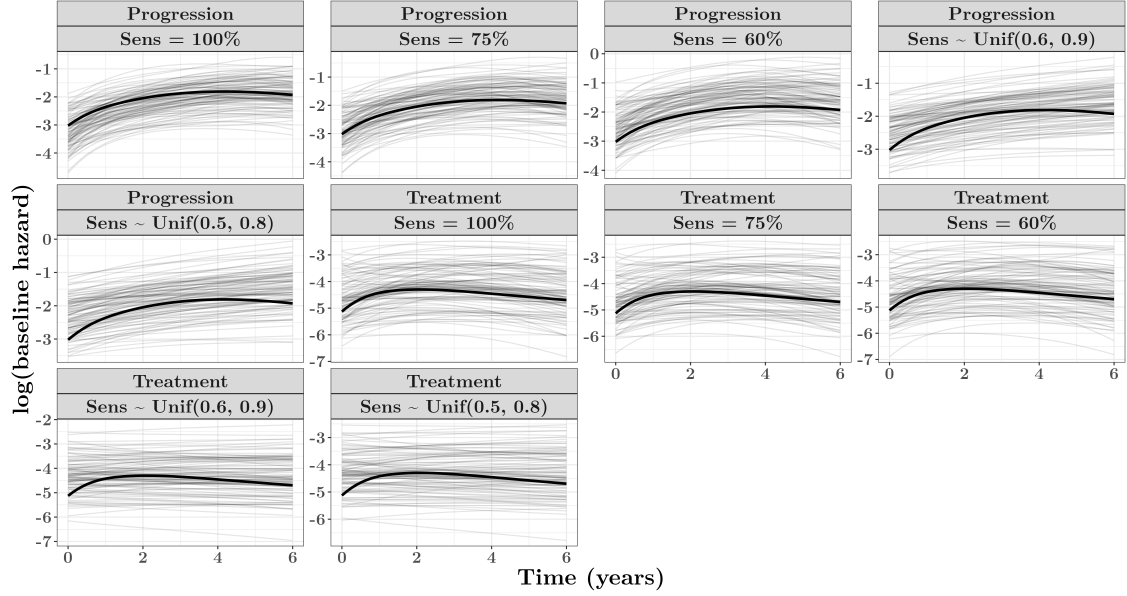 Progression
Sens = 100%
-1
-2
-3
-4
Progression
Sens = 75%
-1
-2
-3
-4
Progression
Sens = 60%
0
-1
-2
-3
-4
Progression
Sens ~ Unif(0.6, 0.9)
-1
-2
-3
Progression
Sens ~ Unif(0.5, 0.8)
0
-1
-2
-3
Treatment
Sens = 100%
-3
-4
-5
-6
-7
Treatment
Sens = 75%
-3
-4
-5
-6
0 2 4 6
Treatment
Sens = 60%
-3
-4
-5
-6
-7
0 2 4 6
Treatment
Sens ~ Unif(0.6, 0.9)
-2
-3
-4
-5
-6
-7
0 2 4 6
Treatment
Sens ~ Unif(0.5, 0.8)
-3
-4
-5
-6
0 2 4 6
log(baseline hazard)
Time (years)